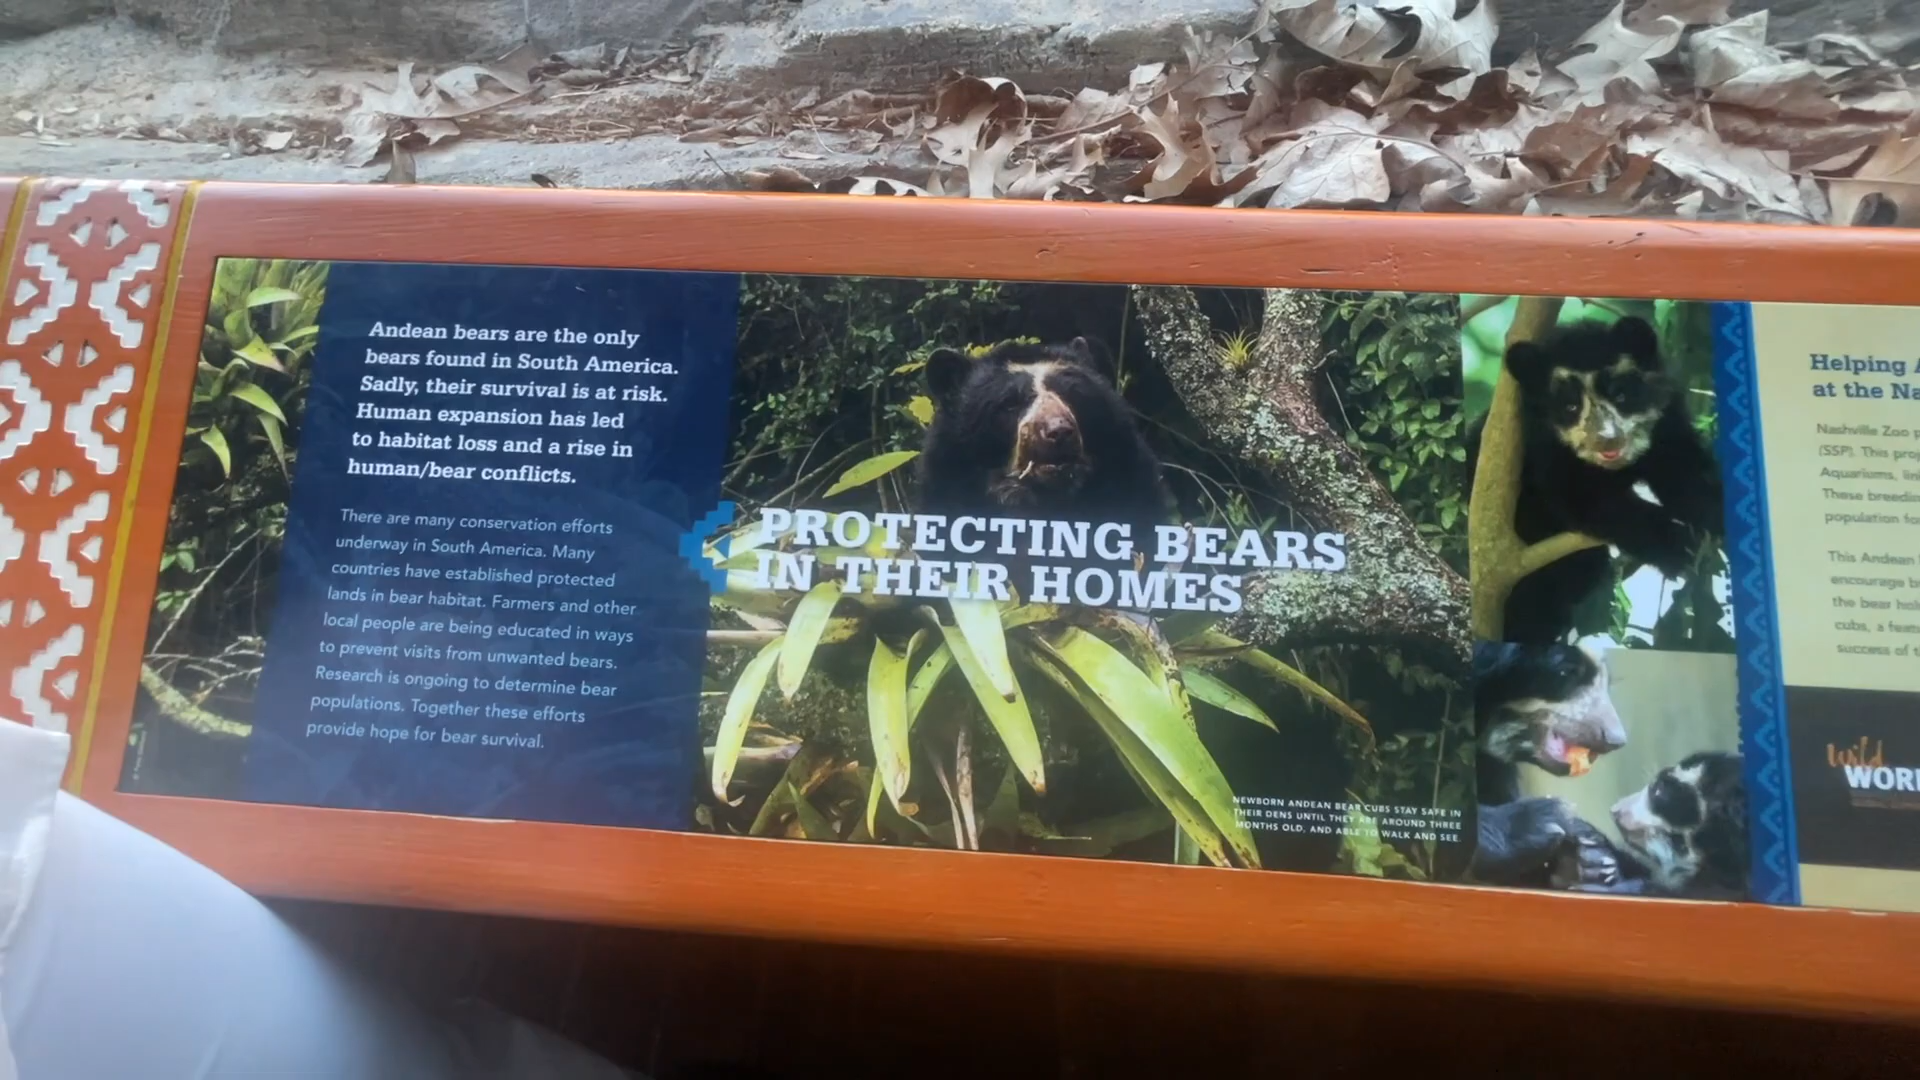 Andean bears are the only
bears found in South America.
Sadly, their survival is at risk.
Human expansion has led
to habitat loss and a rise in
human/bear conflicts.
There are many conservation efforts
underway in South America. Many
countries have established protected
lands in bear habitat. Farmers and other
local people are being educated in ways
to prevent visits from unwanted bears.
Research is ongoing to determine bear
populations. Together these efforts
provide hope for bear survival.
PROTECTING BEARS
IN THEIR HOMES
NEWBORN ANDEAN BEAR CUBS STAY SAFE IN
THEIR DENS UNTIL THEY ARE AROUND THREE
MONTHS OLD, AND ABLE TO WALK AND SEE.
Helping
at the
Nashville Zoo
(SSP). This
Aquariums,
These
population
This Andean
encourage
the bear
cubs, a
success of
Wild